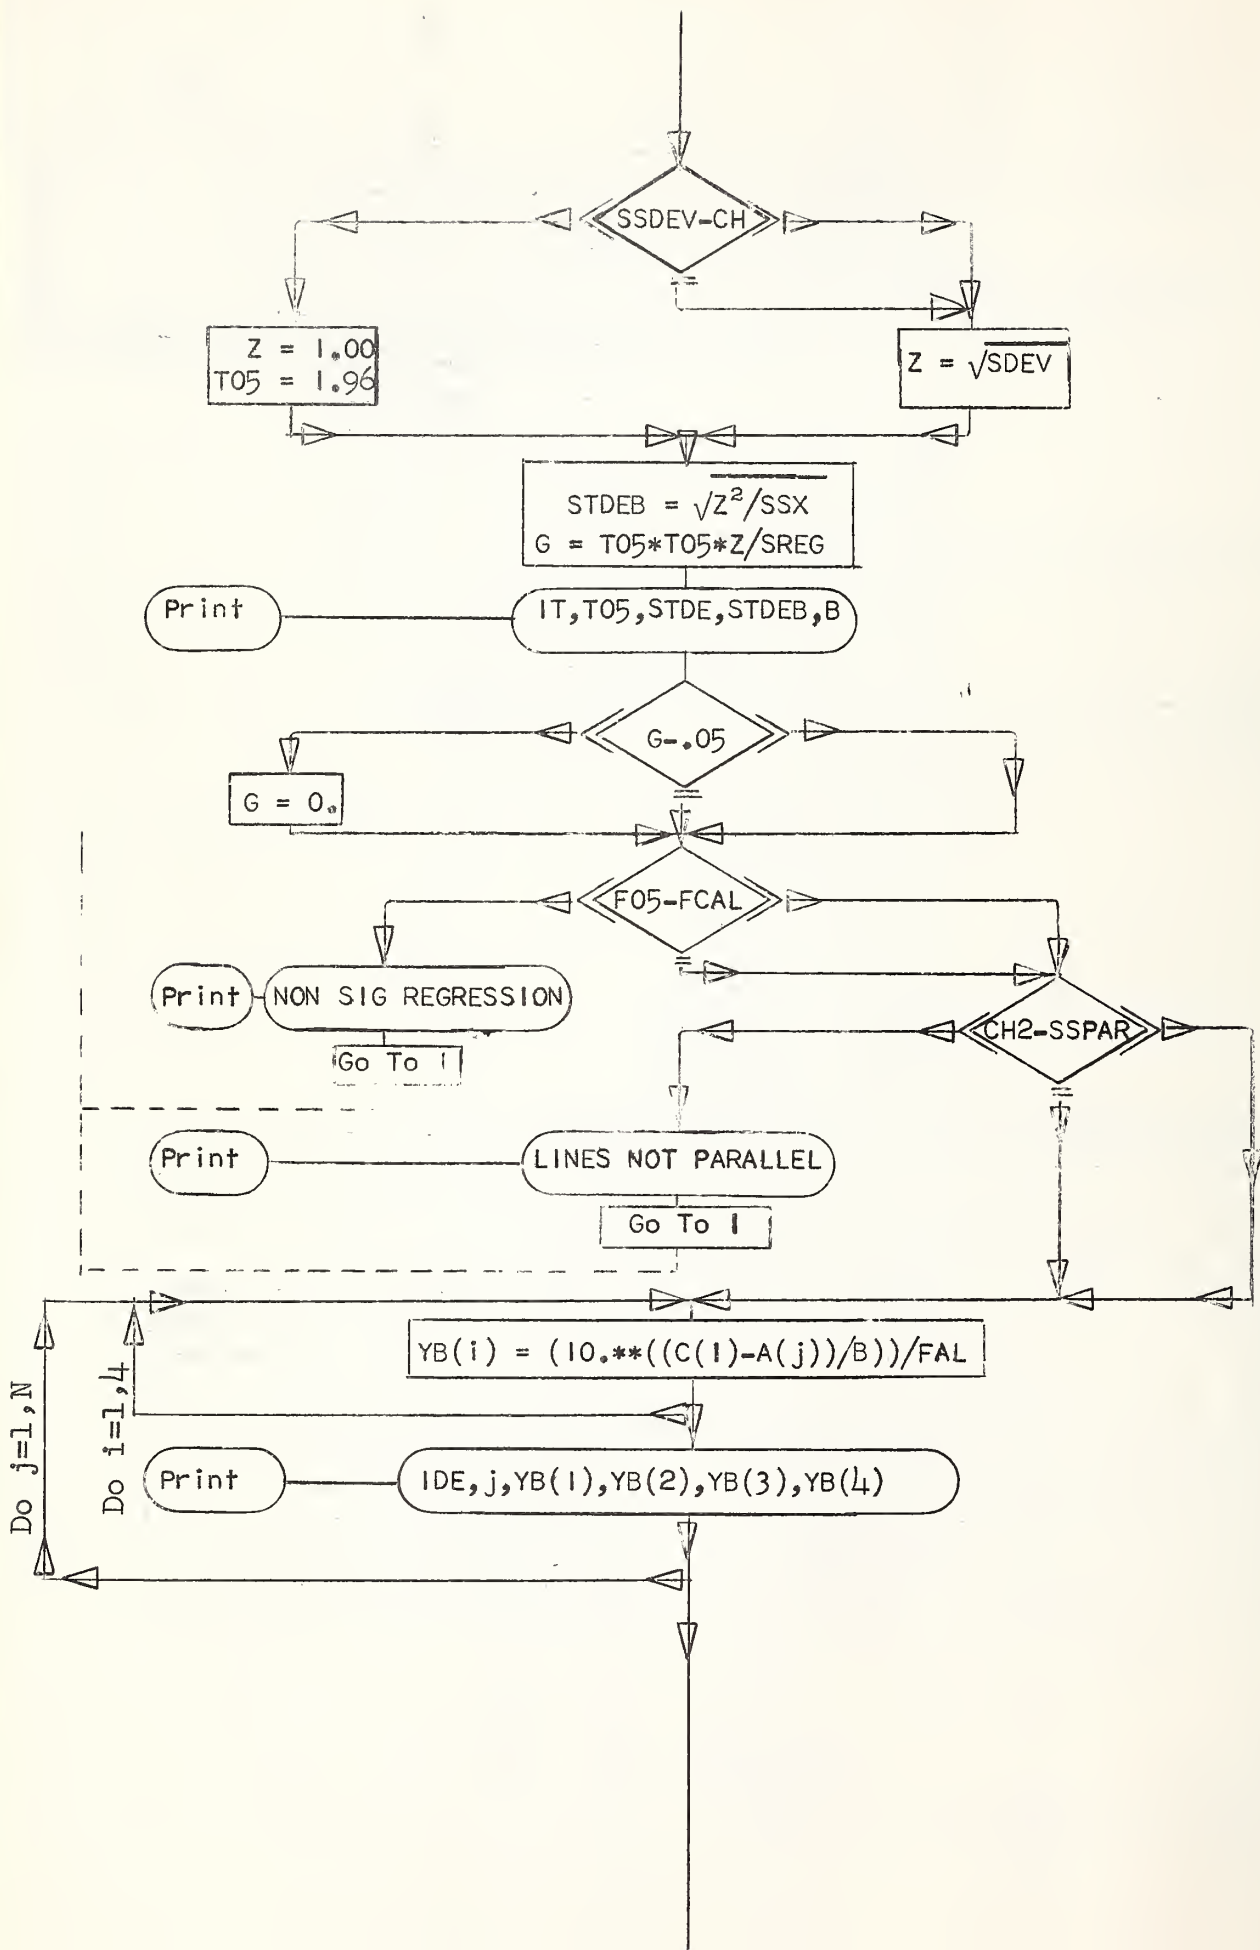 SSDEV-CH
Z = 1.00
T05 = 1.96
Z = √SDEV
STDEB = √Z²/SSX
G = T05*T05*Z/SREG
Print
IT,T05,STDE,STDEB,B
G-.05
G = 0.
F05-FCAL
Print
NON SIG REGRESSION
Go To 1
CH2-SSPAR
Print
LINES NOT PARALLEL
Go To 1
YB(i) = (10.**((C(1)-A(j))/B))/FAL
Do j=1,N
Do i=1,4
Print
IDE,j,YB(1),YB(2),YB(3),YB(4)